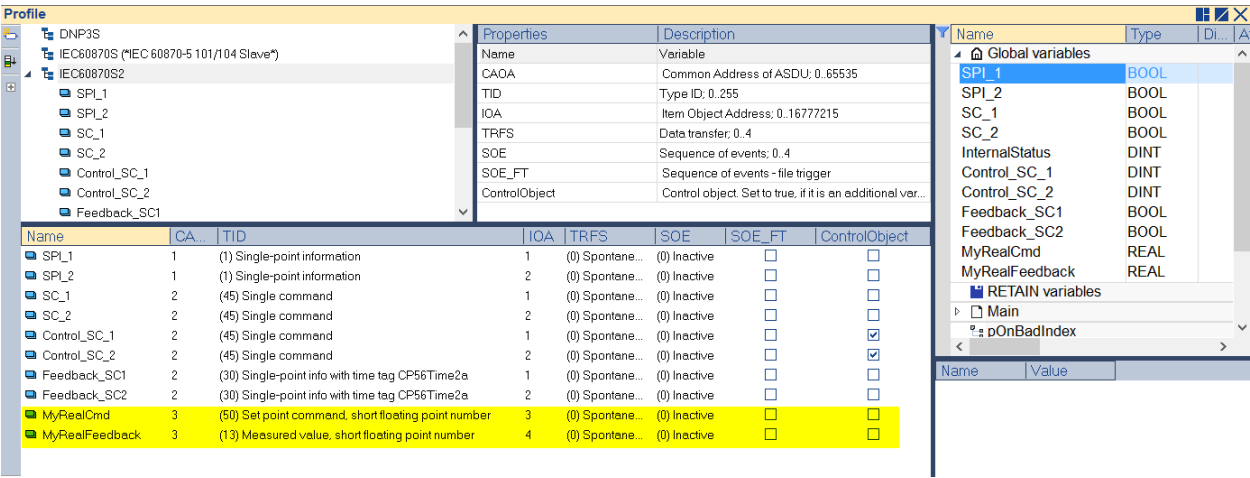 Profile
DNP3S
IEC60870S (*IEC 60870-5 101/104 Slave*)
IEC60870S2
SPI_1
SPI_2
SC_1
SC_2
Control_SC_1
Control_SC_2
Feedback_SC1
Properties Description
Name Variable
CAOA Common Address of ASDU; 0..65535
TID Type ID; 0..255
IOA Item Object Address; 0..16777215
TRFS Data transfer; 0..4
SOE Sequence of events; 0..4
SOE_FT Sequence of events - file trigger
ControlObject Control object. Set to true, if it is an additional var...
Name CA... TID IOA TRFS SOE SOE_FT ControlObject
SPI_1 1 (1) Single-point information 1 (0) Spontane... (0) Inactive
SPI_2 1 (1) Single-point information 2 (0) Spontane... (0) Inactive
SC_1 2 (45) Single command 1 (0) Spontane... (0) Inactive
SC_2 2 (45) Single command 2 (0) Spontane... (0) Inactive
Control_SC_1 2 (45) Single command 1 (0) Spontane... (0) Inactive
Control_SC_2 2 (45) Single command 2 (0) Spontane... (0) Inactive
Feedback_SC1 2 (30) Single-point info with time tag CP56Time2a 1 (0) Spontane... (0) Inactive
Feedback_SC2 2 (30) Single-point info with time tag CP56Time2a 2 (0) Spontane... (0) Inactive
MyRealCmd 3 (50) Set point command, short floating point number 3 (0) Spontane... (0) Inactive
MyRealFeedback 3 (13) Measured value, short floating point number 4 (0) Spontane... (0) Inactive
Name Type Di... A
Global variables
SPI_1 BOOL
SPI_2 BOOL
SC_1 BOOL
SC_2 BOOL
InternalStatus DINT
Control_SC_1 DINT
Control_SC_2 DINT
Feedback_SC1 BOOL
Feedback_SC2 BOOL
MyRealCmd REAL
MyRealFeedback REAL
RETAIN variables
Main
pOnBadIndex
Name Value